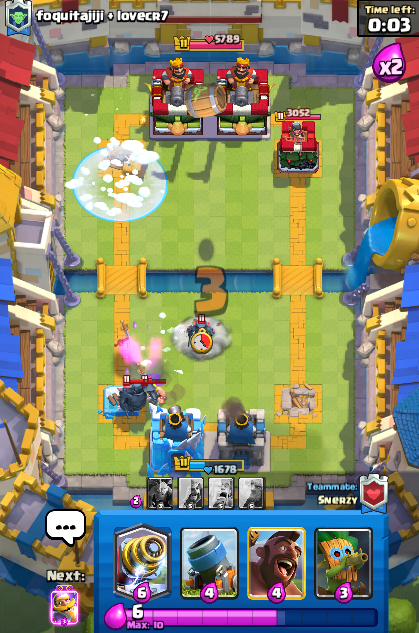 foquitajiji + lovecr7
Time left:
0:03
5789
x2
3052
3
1678
Teammate:
Snerzy
2
...
6
4
4
3
Next:
6
Max: 10